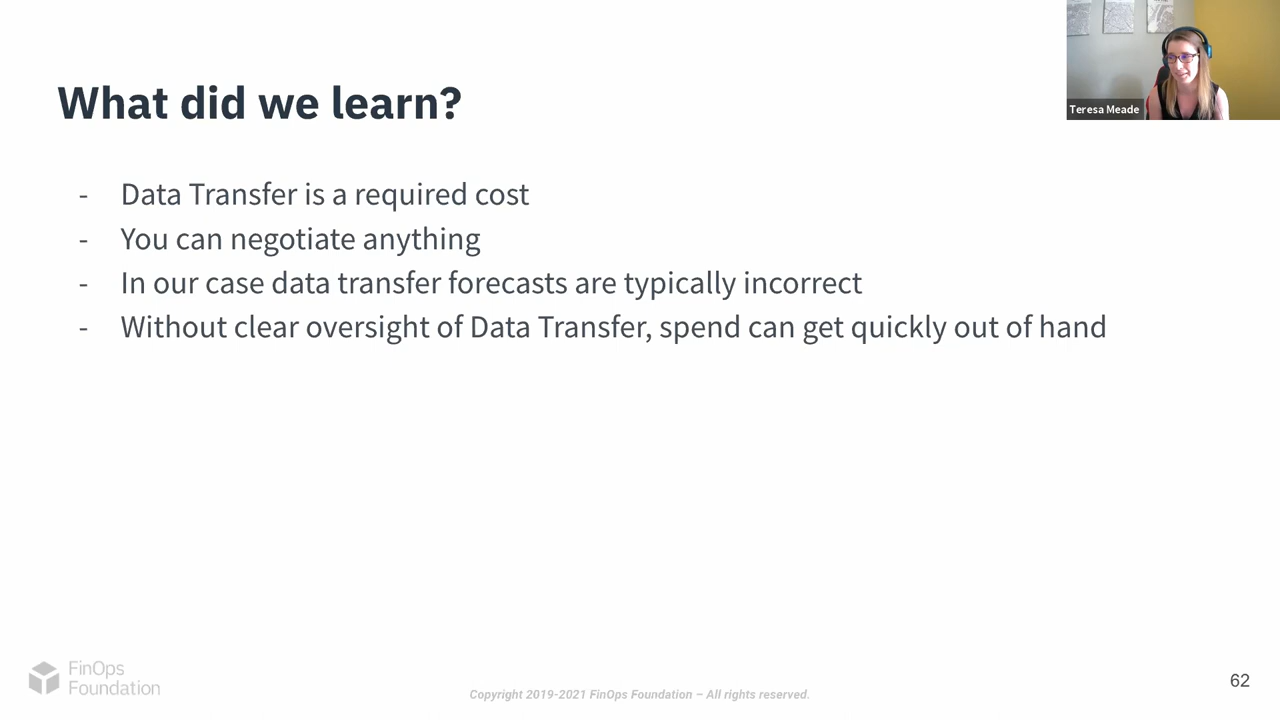 Teresa Meade
What did we learn?
- Data Transfer is a required cost
- You can negotiate anything
- In our case data transfer forecasts are typically incorrect
- Without clear oversight of Data Transfer, spend can get quickly out of hand
FinOps
Foundation
Copyright 2019-2021 FinOps Foundation – All rights reserved.
62